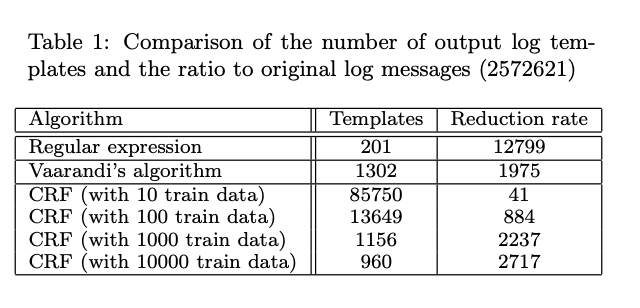 Table 1: Comparison of the number of output log tem-
plates and the ratio to original log messages (2572621)
Algorithm Templates Reduction rate
Regular expression 201 12799
Vaarandi's algorithm 1302 1975
CRF (with 10 train data) 85750 41
CRF (with 100 train data) 13649 884
CRF (with 1000 train data) 1156 2237
CRF (with 10000 train data) 960 2717